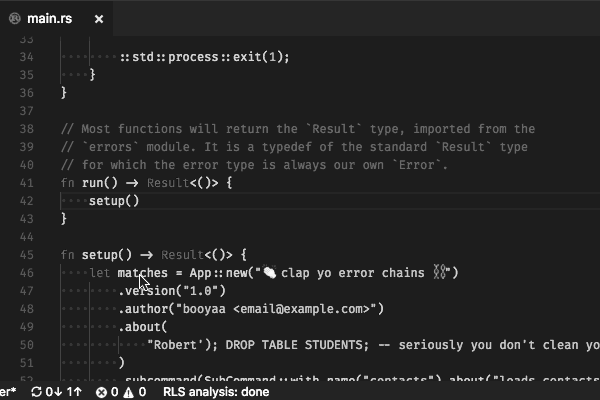 main.rs ×
33
34 ::std::process::exit(1);
35 }
36 }
37
38 // Most functions will return the `Result` type, imported from the
39 // `errors` module. It is a typedef of the standard `Result` type
40 // for which the error type is always our own `Error`.
41 fn run() -> Result<()> {
42 setup()
43 }
44
45 fn setup() -> Result<()> {
46 let matches = App::new("👏 clap yo error chains ⛓")
47 .version("1.0")
48 .author("booyaa <email@example.com>")
49 .about(
50 "Robert'); DROP TABLE STUDENTS; -- seriously you don't clean yo
51 )
52 .subcommand(SubCommand::with_name("contacts").about("leads contacts
er* 0↓ 1↑ 0 0 RLS analysis: done